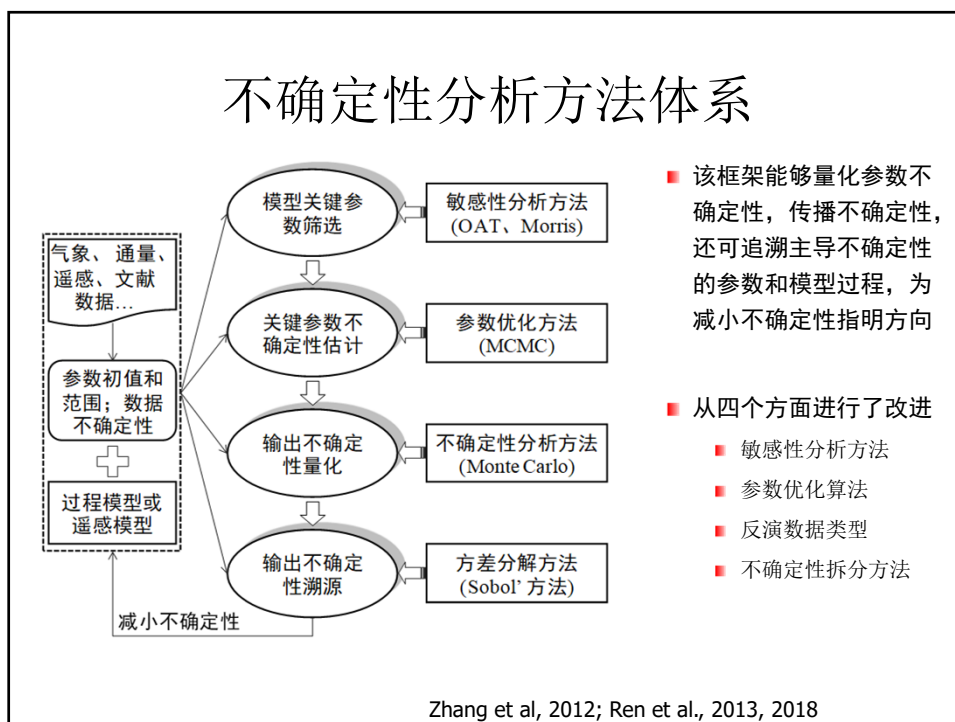 不确定性分析方法体系
气象、通量、
遥感、文献
数据…
参数初值和
范围；数据
不确定性
过程模型或
遥感模型
减小不确定性
模型关键参
数筛选
敏感性分析方法
(OAT、Morris)
关键参数不
确定性估计
参数优化方法
(MCMC)
输出不确定
性量化
不确定性分析方法
(Monte Carlo)
输出不确定
性溯源
方差分解方法
(Sobol’ 方法)
该框架能够量化参数不
确定性，传播不确定性，
还可追溯主导不确定性
的参数和模型过程，为
减小不确定性指明方向
从四个方面进行了改进
敏感性分析方法
参数优化算法
反演数据类型
不确定性拆分方法
Zhang et al, 2012; Ren et al., 2013, 2018